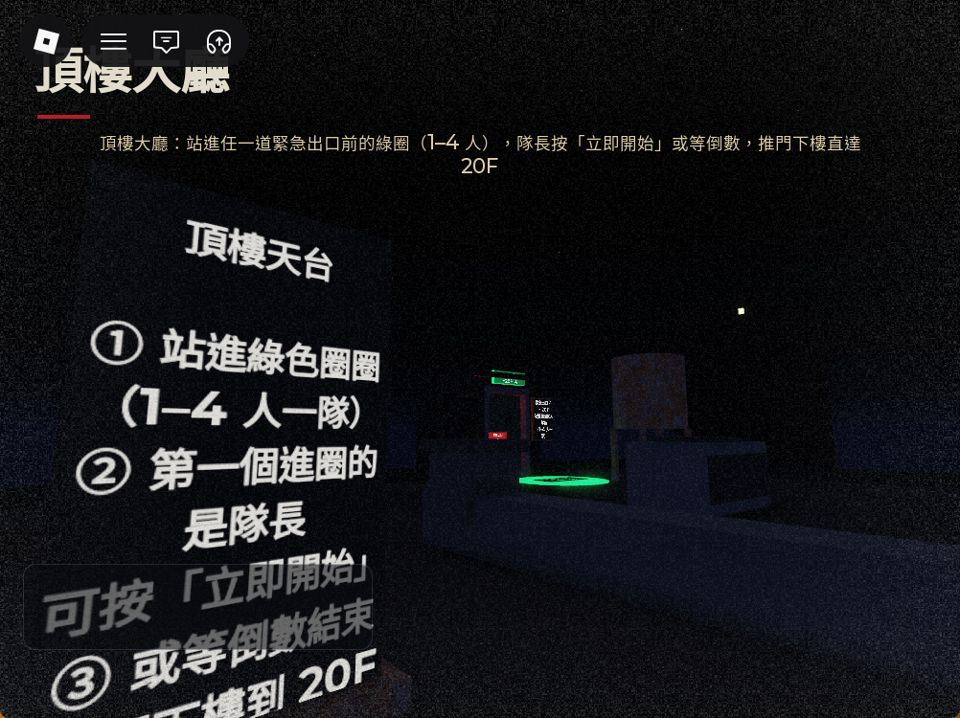 頂樓大廳
頂樓大廳：站進任一道緊急出口前的綠圈（1–4 人），隊長按「立即開始」或等倒數，推門下樓直達
20F
頂樓天台
① 站進綠色圈圈
（1–4 人一隊）
② 第一個進圈的
是隊長
可按「立即開始」
或等倒數結束
③
下樓到 20F